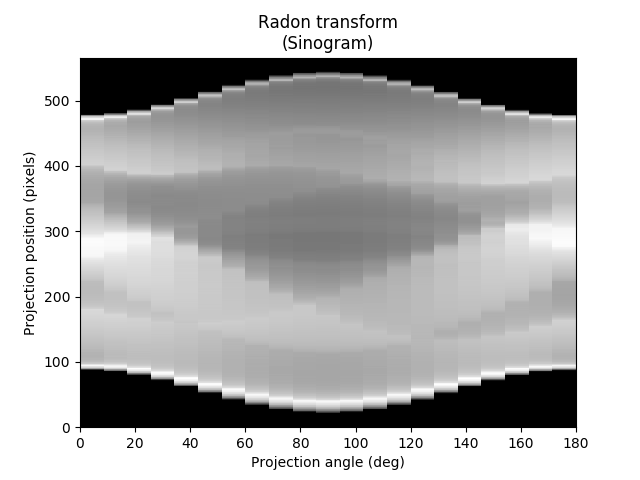 Radon transform
(Sinogram)
Projection position (pixels)
500
400
300
200
100
0
0 20 40 60 80 100 120 140 160 180
Projection angle (deg)